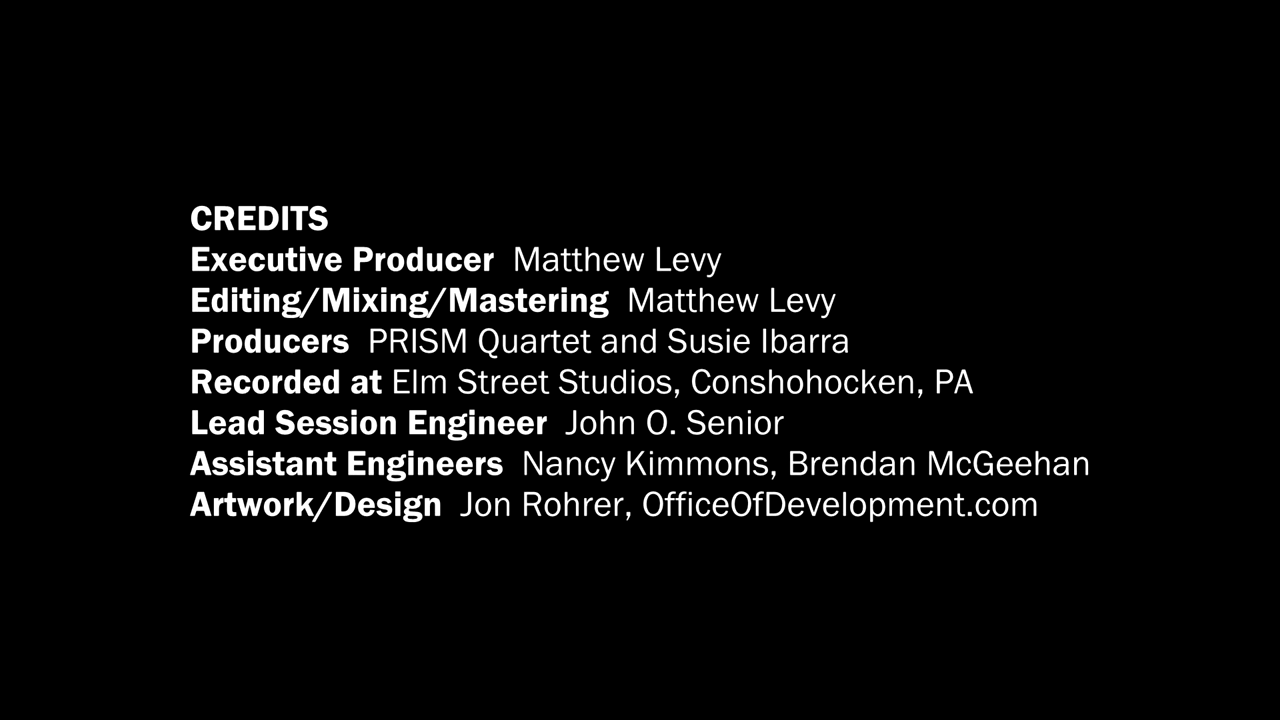 CREDITS
Executive Producer  Matthew Levy
Editing/Mixing/Mastering  Matthew Levy
Producers  PRISM Quartet and Susie Ibarra
Recorded at Elm Street Studios, Conshohocken, PA
Lead Session Engineer  John O. Senior
Assistant Engineers  Nancy Kimmons, Brendan McGeehan
Artwork/Design  Jon Rohrer, OfficeOfDevelopment.com